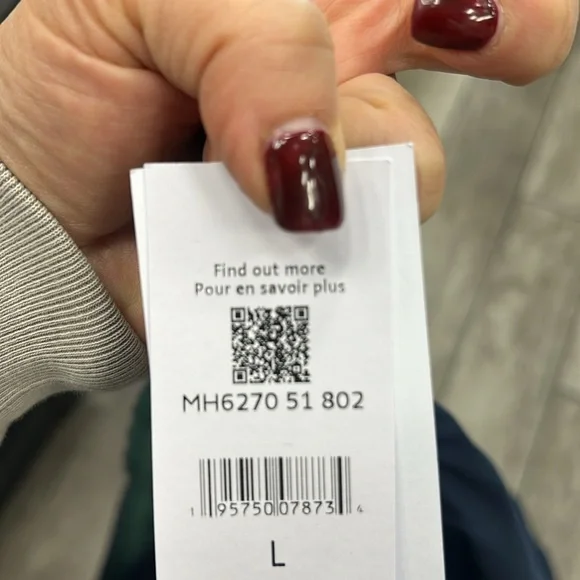 Find out more
Pour en savoir plus
MH6270 51 802
1 95750 07873 4
L